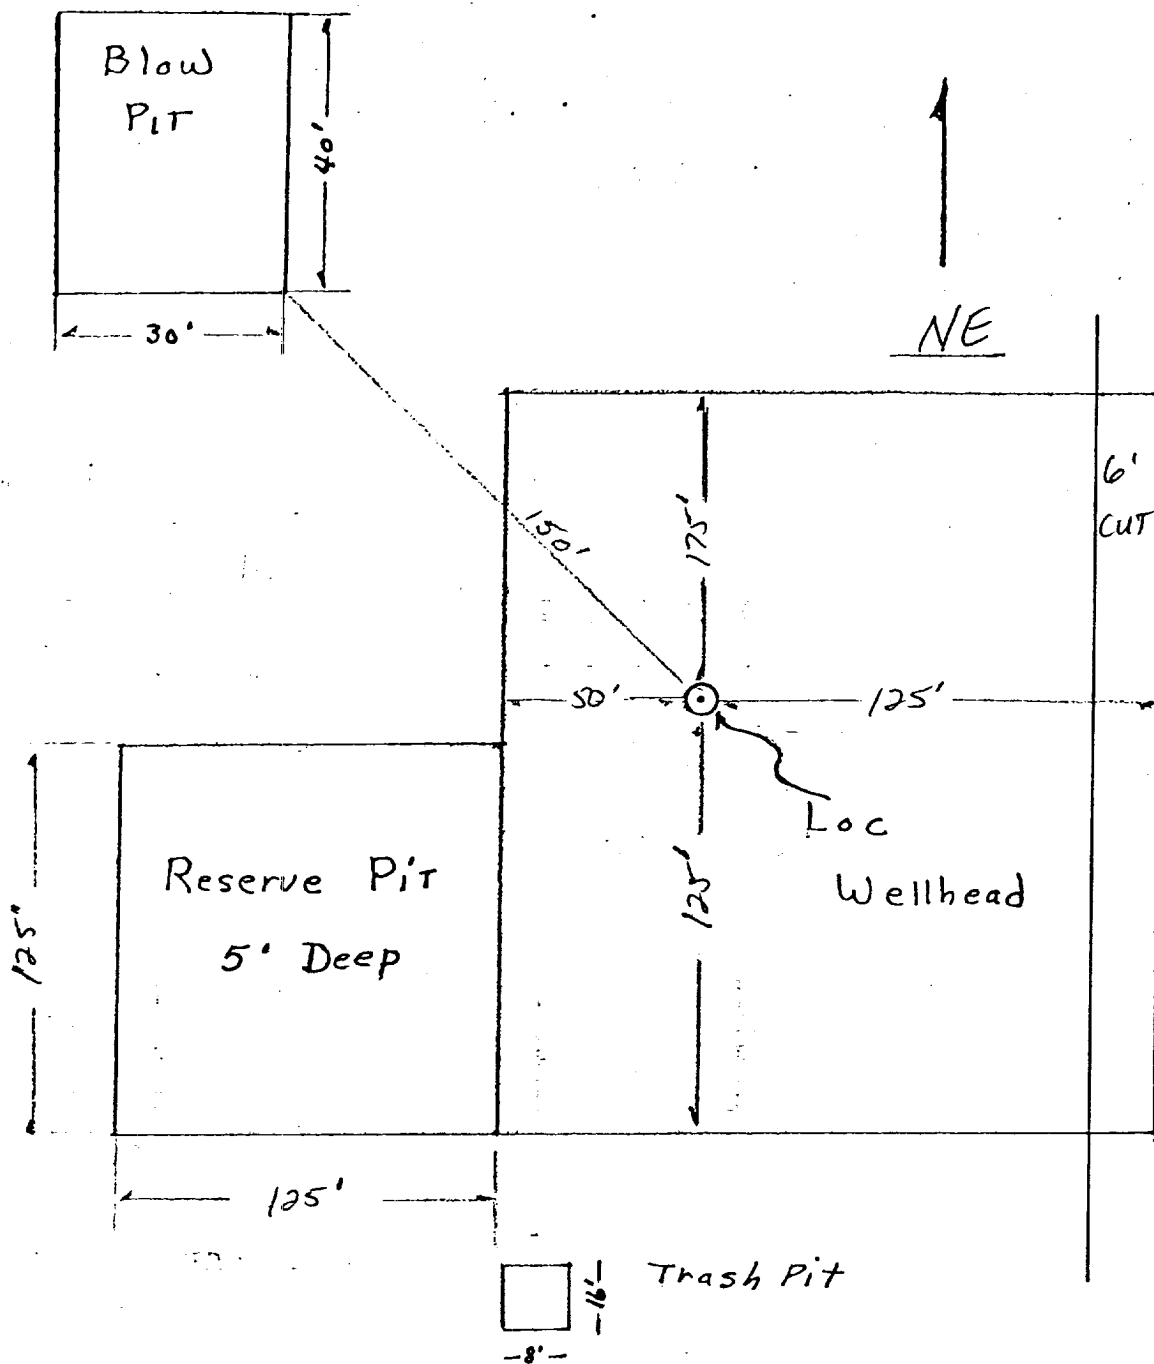 Blow
PIT
40'
30'
NE
6'
CUT
150'
175'
50'
125'
Loc
Wellhead
125'
Reserve PiT
5' Deep
125"
125'
Trash Pit
16'
8'